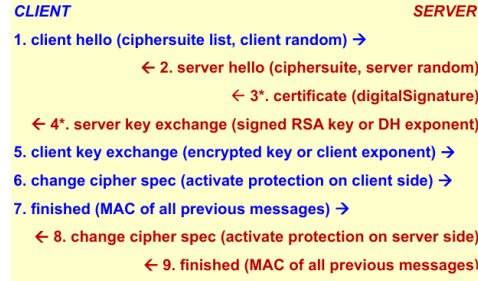 CLIENT SERVER
1. client hello (ciphersuite list, client random) →
← 2. server hello (ciphersuite, server random)
← 3*. certificate (digitalSignature)
← 4*. server key exchange (signed RSA key or DH exponent)
5. client key exchange (encrypted key or client exponent) →
6. change cipher spec (activate protection on client side) →
7. finished (MAC of all previous messages) →
← 8. change cipher spec (activate protection on server side)
← 9. finished (MAC of all previous messages)